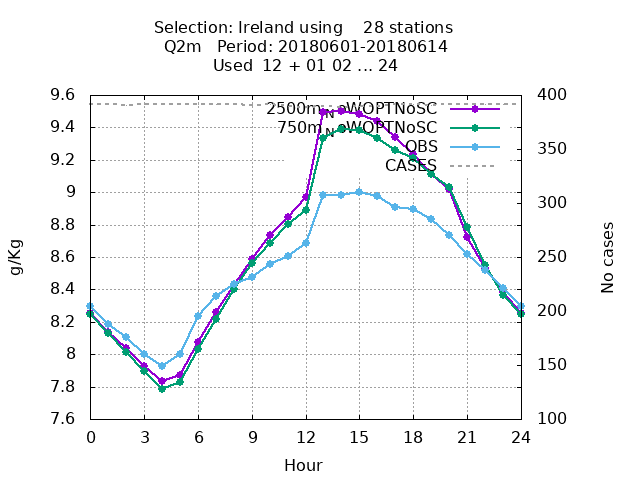 Selection: Ireland using 28 stations
Q2m Period: 20180601-20180614
Used 12 + 01 02 ... 24
9.6
9.4
9.2
9
8.8
8.6
8.4
8.2
8
7.8
7.6
g/Kg
400
350
300
250
200
150
100
No cases
2500mNeWOPTNoSC
750mNeWOPTNoSC
OBS
CASES
0 3 6 9 12 15 18 21 24
Hour